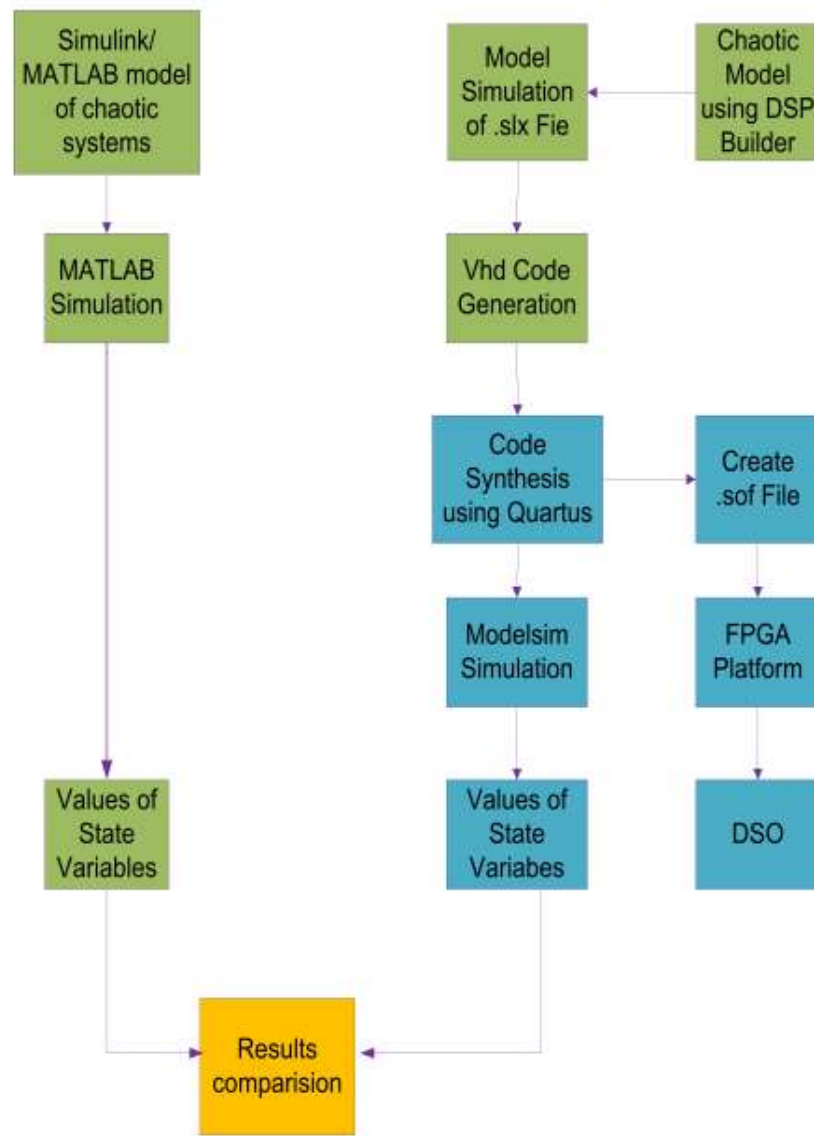 Simulink/
MATLAB model
of chaotic
systems
Model
Simulation
of .slx Fie
Chaotic
Model
using DSP
Builder
MATLAB
Simulation
Vhd Code
Generation
Code
Synthesis
using Quartus
Create
.sof File
Modelsim
Simulation
FPGA
Platform
Values of
State
Variables
Values of
State
Variabes
DSO
Results
comparision